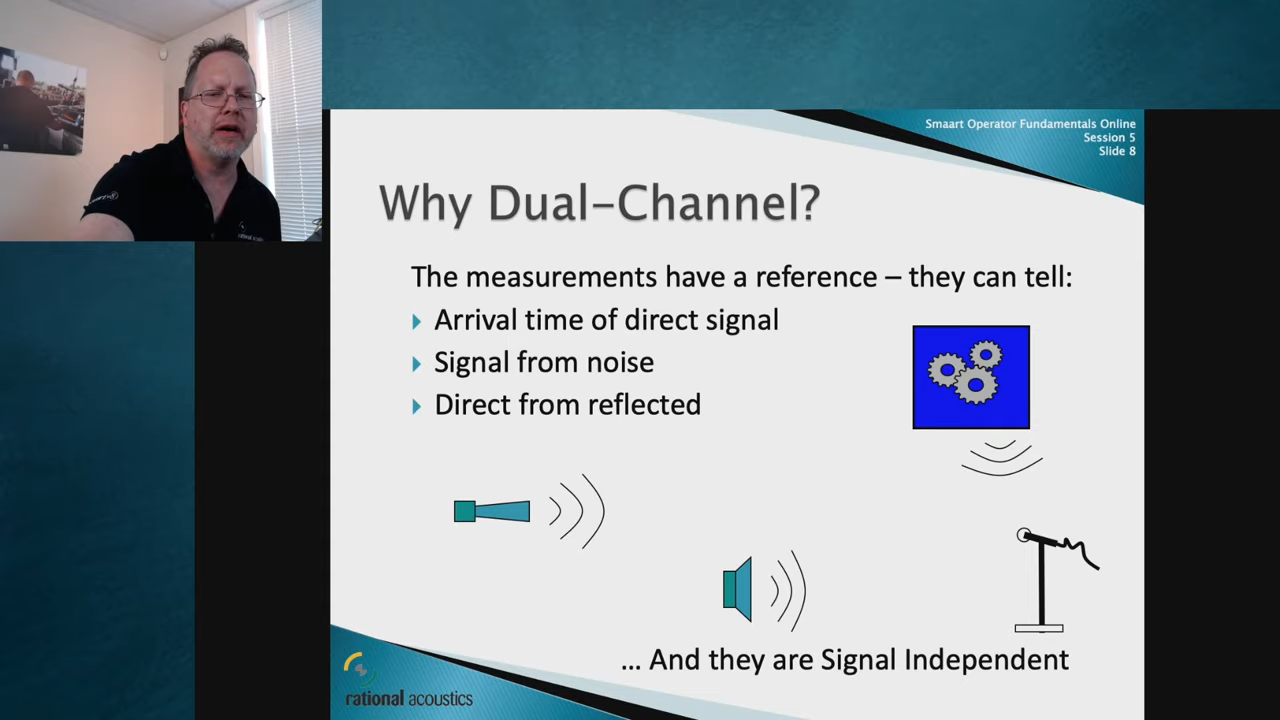 Smaart Operator Fundamentals Online
Session 5
Slide 8
Why Dual-Channel?
The measurements have a reference – they can tell:
Arrival time of direct signal
Signal from noise
Direct from reflected
... And they are Signal Independent
rational acoustics